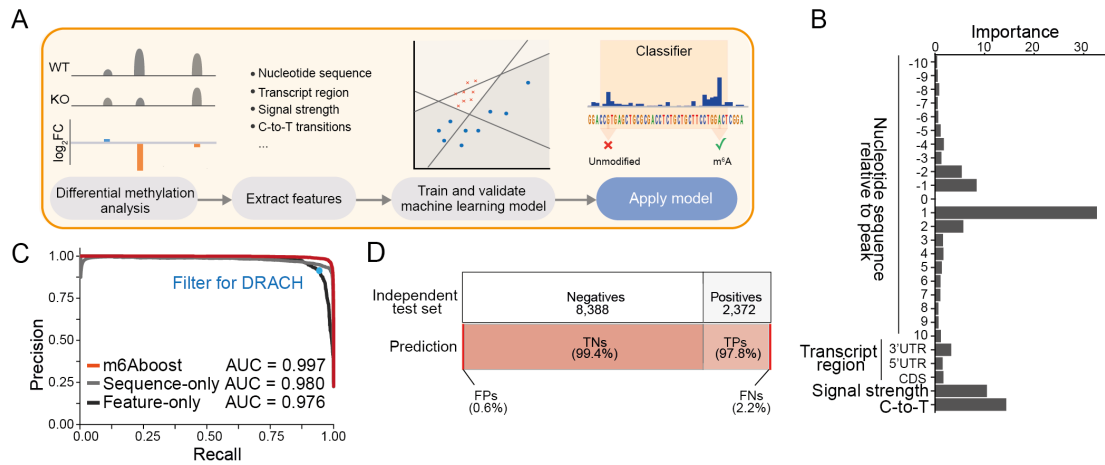 A
WT
KO
log2FC
• Nucleotide sequence
• Transcript region
• Signal strength
• C-to-T transitions
...
Classifier
GGACCGTGAGCTGCGCGACCTCTGCTGCTTCCTGGACTCGGA
Unmodified
m⁶A
Differential methylation
analysis
Extract features
Train and validate
machine learning model
Apply model
B
Importance
0 10 20 30
Nucleotide sequence
relative to peak
-10
-9
-8
-7
-6
-5
-4
-3
-2
-1
0
1
2
3
4
5
6
7
8
9
10
Transcript
region
3'UTR
5'UTR
CDS
Signal strength
C-to-T
C
Precision
1.00
0.75
0.50
0.25
0.00
Filter for DRACH
m6Aboost AUC = 0.997
Sequence-only AUC = 0.980
Feature-only AUC = 0.976
0.00 0.25 0.50 0.75 1.00
Recall
D
Independent
test set
Negatives
8,388
Positives
2,372
Prediction
TNs
(99.4%)
TPs
(97.8%)
FPs
(0.6%)
FNs
(2.2%)